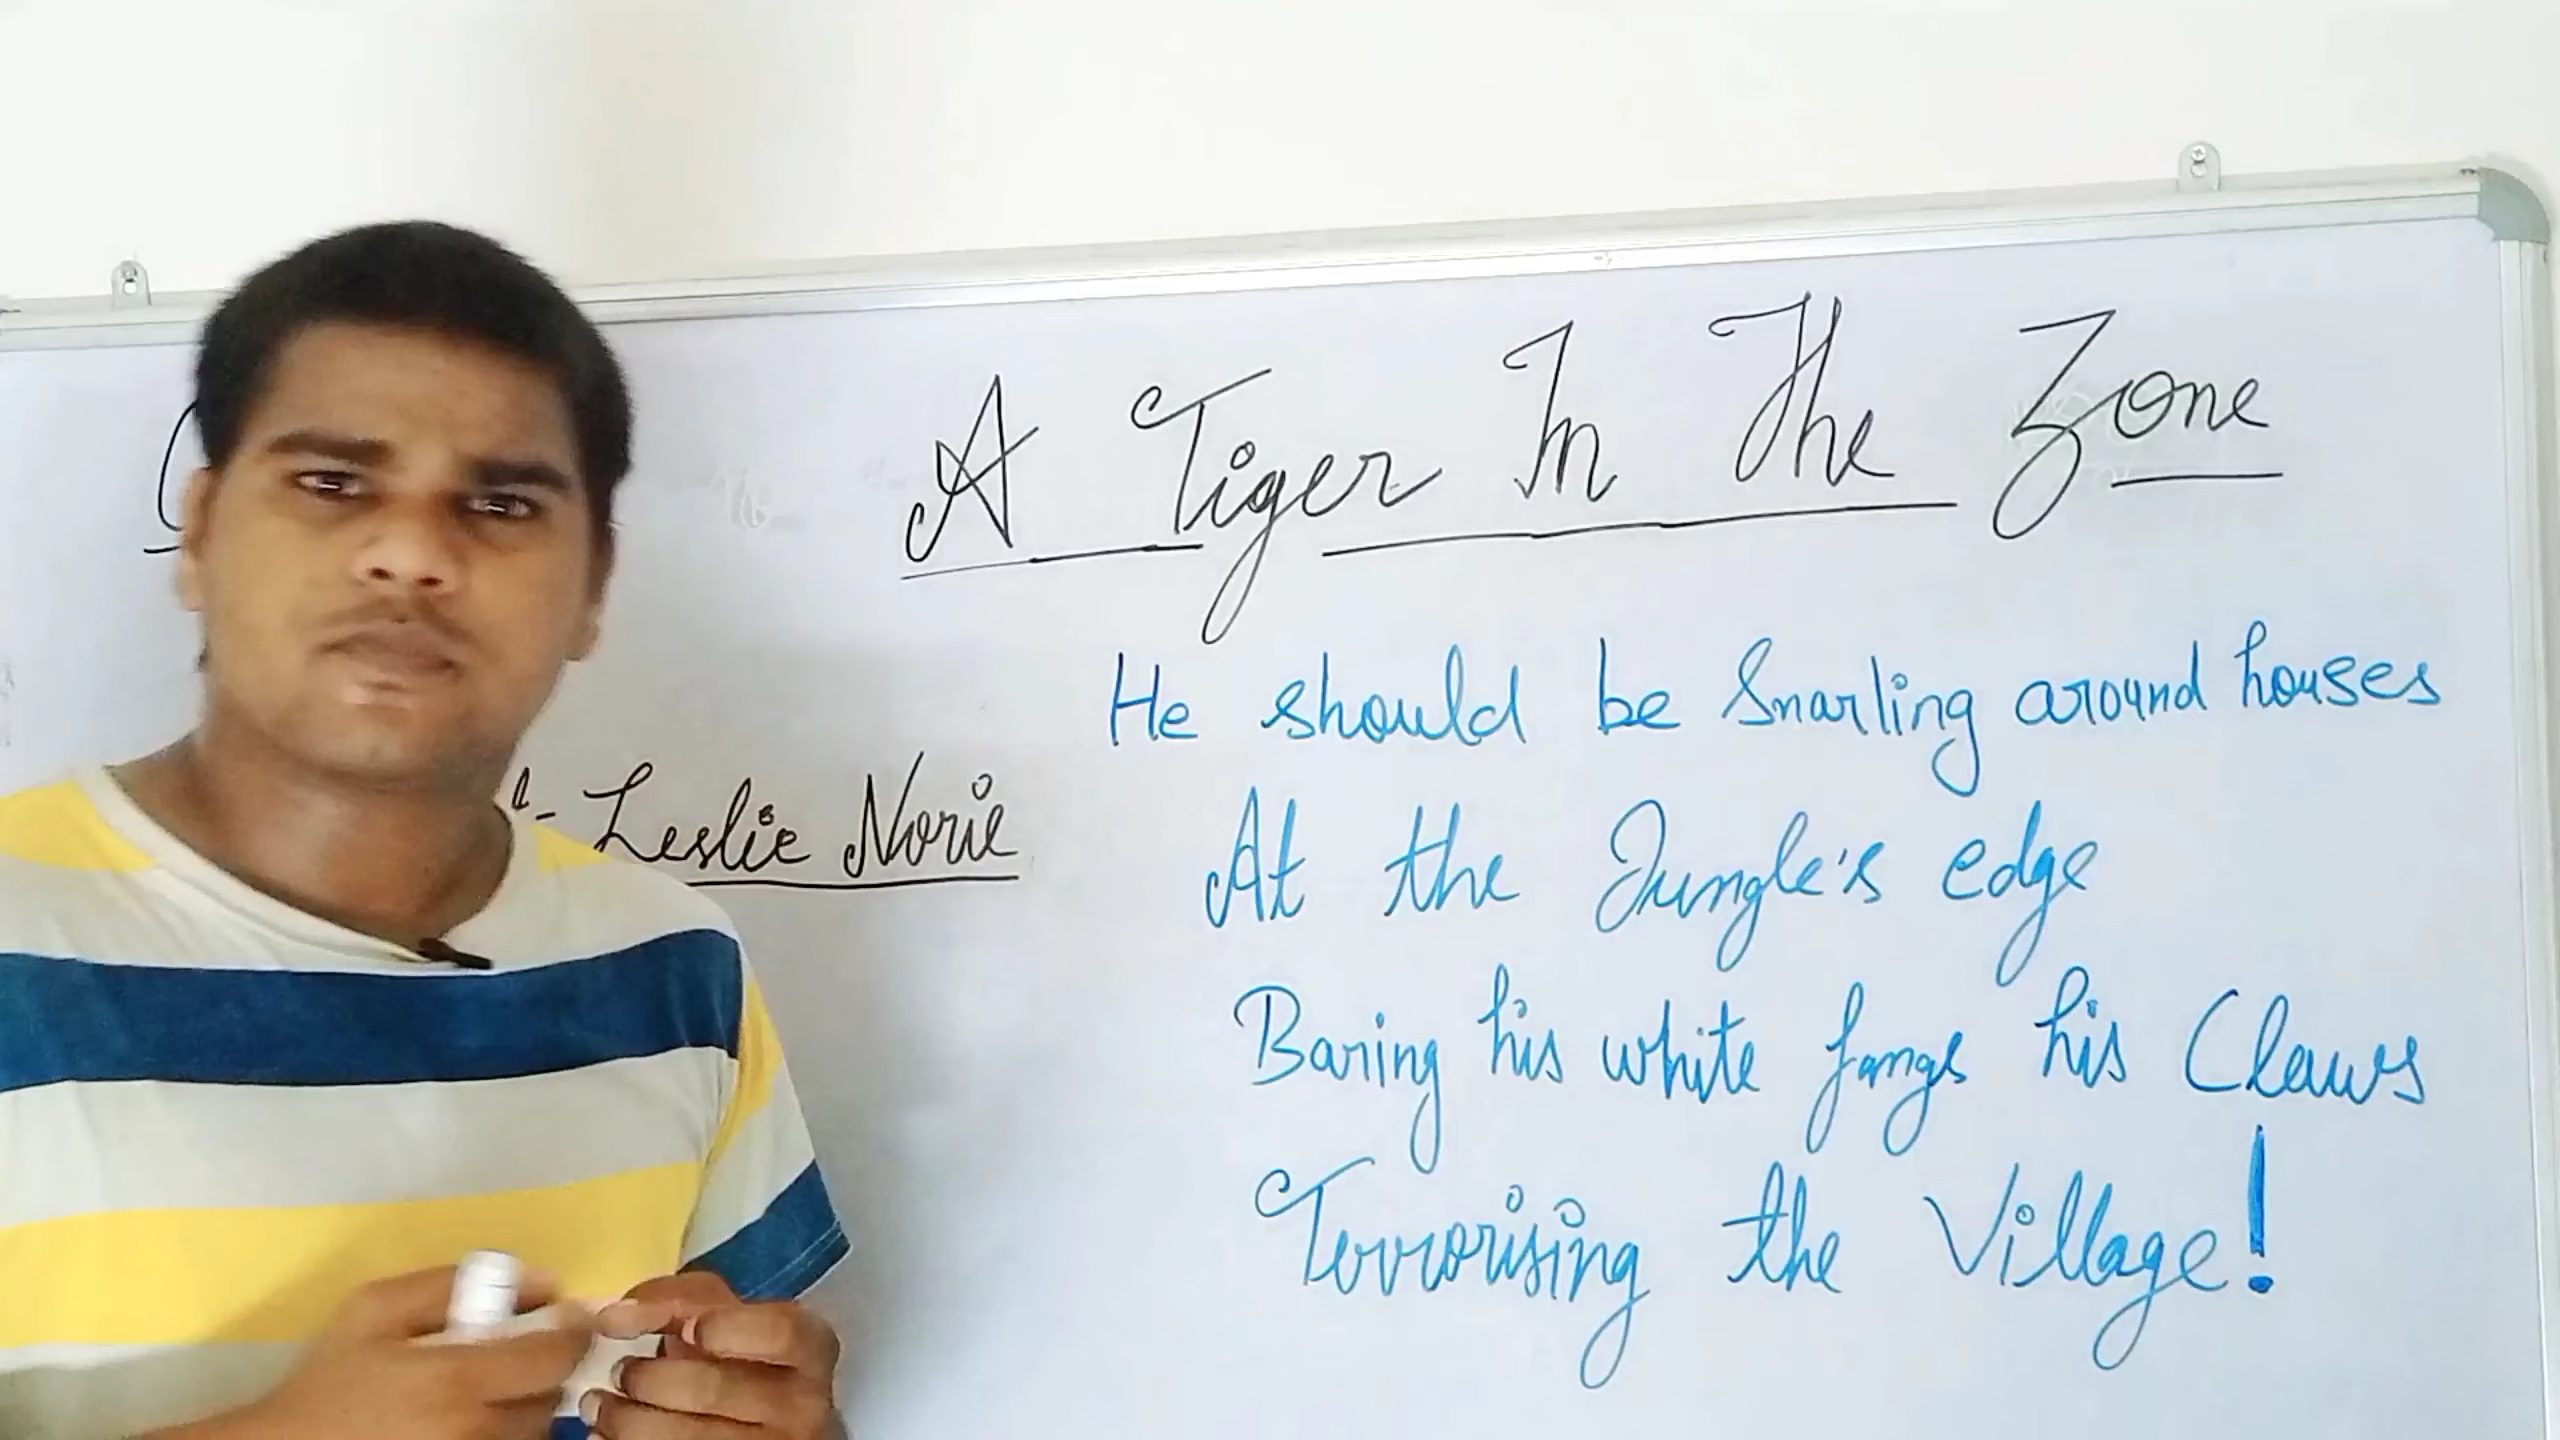 A Tiger In The Zone
He should be Snarling around houses
- Leslie Norie
At the Jungle's edge
Baring his white fangs his Claws
Terrorising the Village!